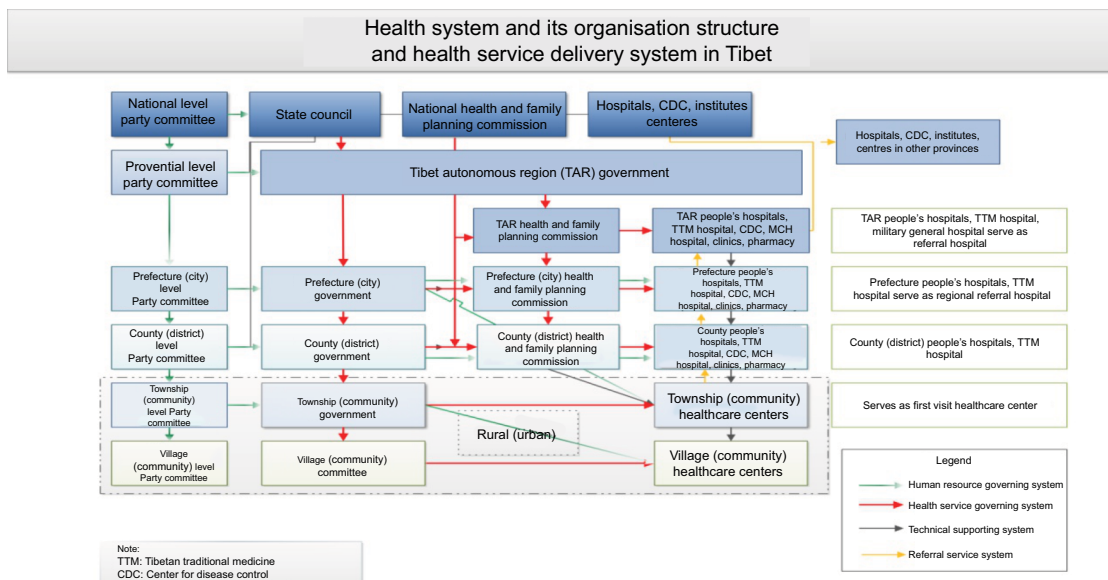 Health system and its organisation structure
and health service delivery system in Tibet
National level
party committee
State council
National health and family
planning commission
Hospitals, CDC, institutes
centeres
Hospitals, CDC, institutes,
centres in other provinces
Provential level
party committee
Tibet autonomous region (TAR) government
TAR health and family
planning commission
TAR people's hospitals,
TTM hospital, CDC, MCH
hospital, clinics, pharmacy
TAR people's hospitals, TTM hospital,
military general hospital serve as
referral hospital
Prefecture (city)
level
Party committee
Prefecture (city)
government
Prefecture (city) health
and family planning
commission
Prefecture people's
hospitals, TTM
hospital, CDC, MCH
hospital, clinics, pharmacy
Prefecture people's hospitals, TTM
hospital serve as regional referral hospital
County (district)
level
Party committee
County (district)
government
County (district) health
and family planning
commission
County people's
hospitals, TTM
hospital, CDC, MCH
hospital, clinics, pharmacy
County (district) people's hospitals, TTM
hospital
Township
(community)
level Party
committee
Township (community)
government
Township (community)
healthcare centers
Serves as first visit healthcare center
Rural (urban)
Village
(community) level
Party committee
Village (community)
committee
Village (community)
healthcare centers
Legend
Human resource governing system
Health service governing system
Technical supporting system
Referral service system
Note:
TTM: Tibetan traditional medicine
CDC: Center for disease control